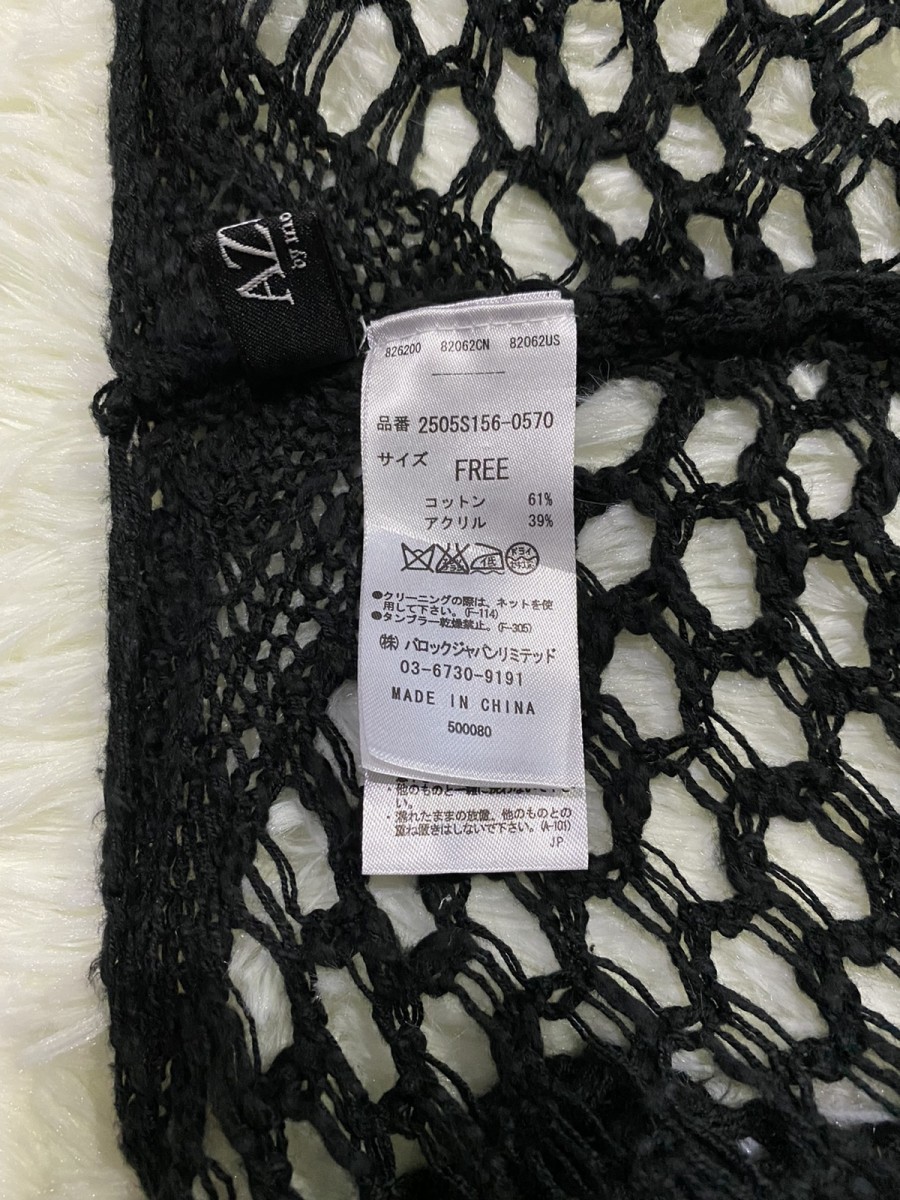 AZ
by
826200 82062CN 82062US
品番 2505S156-0570
サイズ FREE
コットン 61%
アクリル 39%
ドライ
●クリーニングの際は、ネットを使
用して下さい。(F-114)
●タンブラー乾燥禁止。(F-305)
㈱ バロックジャパンリミテッド
03-6730-9191
MADE IN CHINA
500080
・他のものと一緒に洗わないでくださ
い。
・濡れたままの放置、他のものとの
重ね置きはしないで下さい。(A-101)
JP